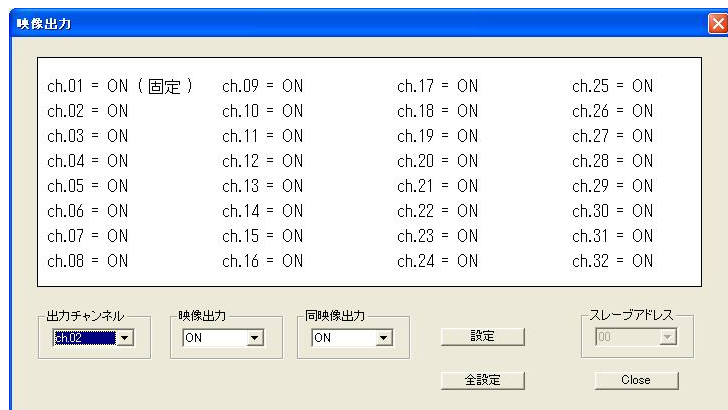 映像出力
ch.01 = ON ( 固定 ) ch.09 = ON ch.17 = ON ch.25 = ON
ch.02 = ON ch.10 = ON ch.18 = ON ch.26 = ON
ch.03 = ON ch.11 = ON ch.19 = ON ch.27 = ON
ch.04 = ON ch.12 = ON ch.20 = ON ch.28 = ON
ch.05 = ON ch.13 = ON ch.21 = ON ch.29 = ON
ch.06 = ON ch.14 = ON ch.22 = ON ch.30 = ON
ch.07 = ON ch.15 = ON ch.23 = ON ch.31 = ON
ch.08 = ON ch.16 = ON ch.24 = ON ch.32 = ON
出力チャンネル 映像出力 同映像出力 スレーブアドレス
ch.02 ON ON 設定 00
全設定 Close